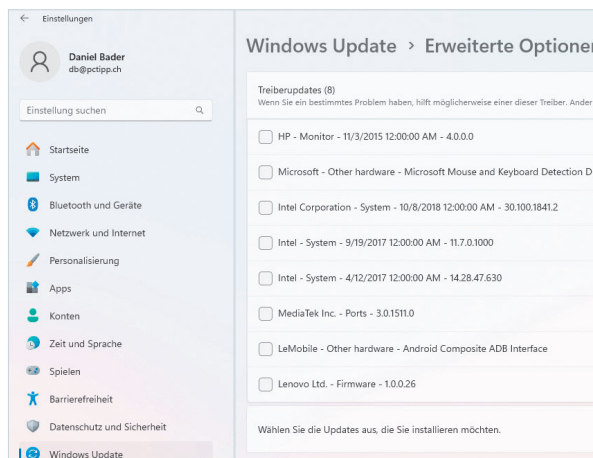 Einstellungen
Daniel Bader
db@pctipp.ch
Einstellung suchen
Startseite
System
Bluetooth und Geräte
Netzwerk und Internet
Personalisierung
Apps
Konten
Zeit und Sprache
Spielen
Barrierefreiheit
Datenschutz und Sicherheit
Windows Update
Windows Update > Erweiterte Optionen
Treiberupdates (8)
Wenn Sie ein bestimmtes Problem haben, hilft möglicherweise einer dieser Treiber. Ander
HP - Monitor - 11/3/2015 12:00:00 AM - 4.0.0.0
Microsoft - Other hardware - Microsoft Mouse and Keyboard Detection D
Intel Corporation - System - 10/8/2018 12:00:00 AM - 30.100.1841.2
Intel - System - 9/19/2017 12:00:00 AM - 11.7.0.1000
Intel - System - 4/12/2017 12:00:00 AM - 14.28.47.630
MediaTek Inc. - Ports - 3.0.1511.0
LeMobile - Other hardware - Android Composite ADB Interface
Lenovo Ltd. - Firmware - 1.0.0.26
Wählen Sie die Updates aus, die Sie installieren möchten.